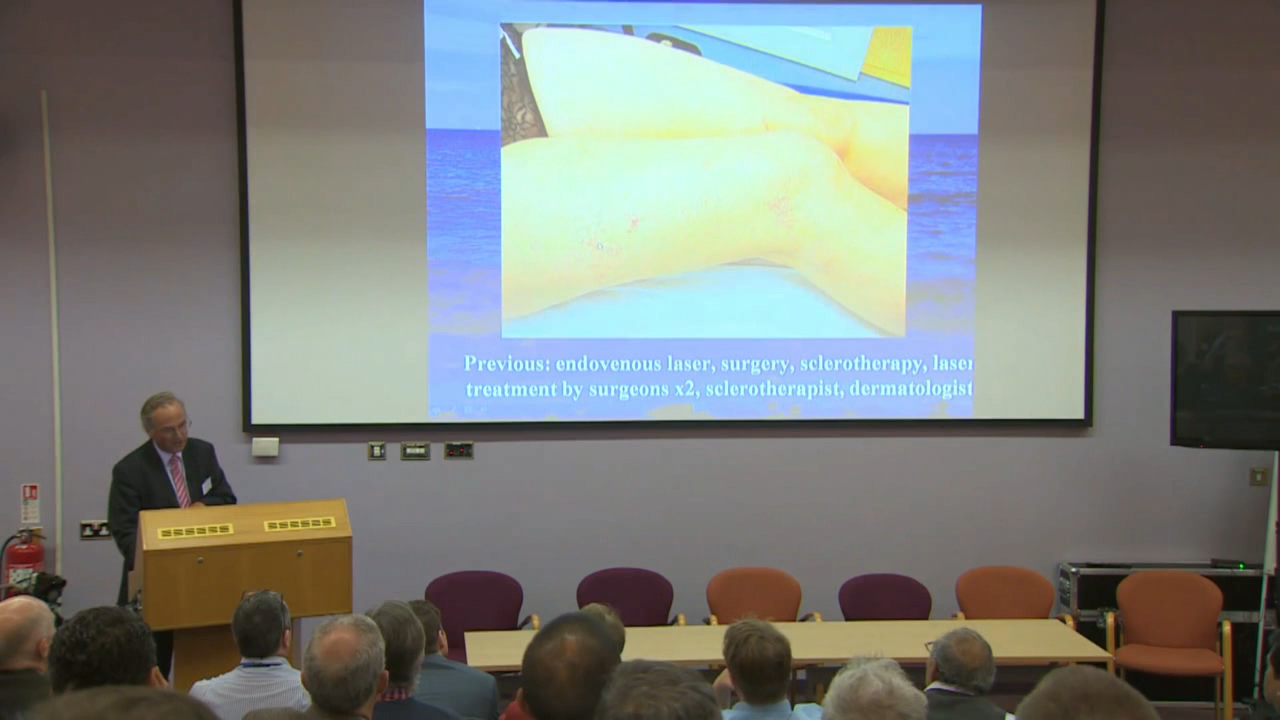 Previous: endovenous laser, surgery, sclerotherapy, laser
treatment by surgeons x2, sclerotherapist, dermatologist